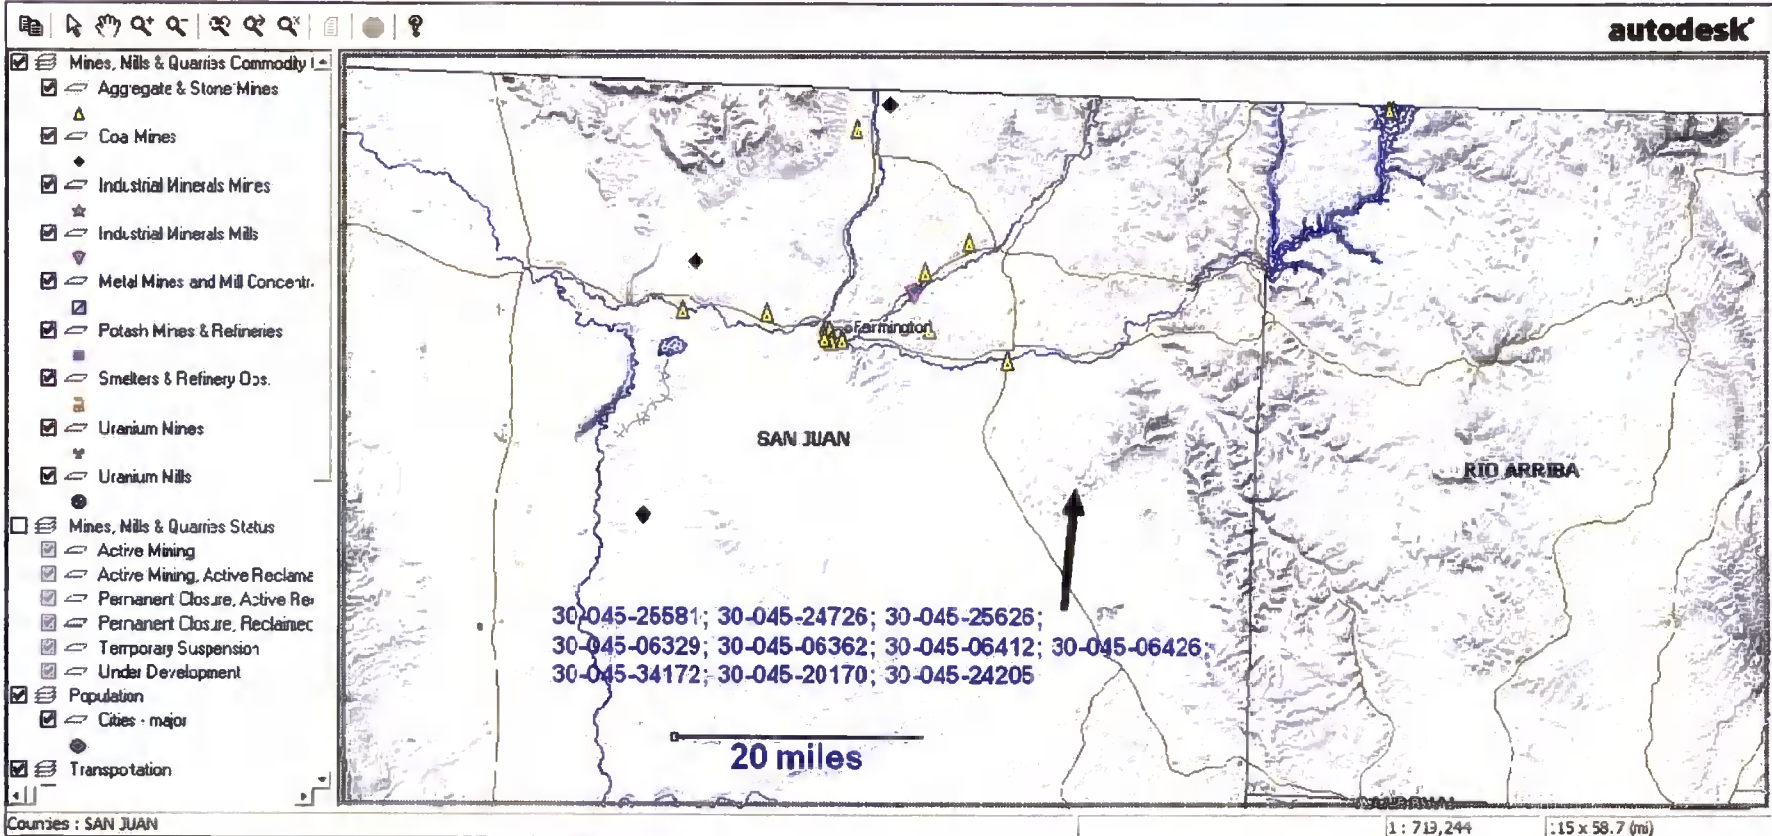 autodesk
Mines, Mills & Quarries Commodity
Aggregate & Stone Mines
Coa Mines
Industrial Minerals Mines
Industrial Minerals Mills
Metal Mines and Mill Concentr
Potash Mines & Refineries
Smelters & Refinery Ops.
Uranium Mines
Uranium Mills
Mines, Mills & Quarries Status
Active Mining
Active Mining, Active Reclama
Permanent Closure, Active Re
Permanent Closure, Reclaimed
Temporary Suspension
Under Development
Population
Cities - major
Transportation
Farmington
SAN JUAN
RIO ARRIBA
30-045-25581; 30-045-24726; 30-045-25626;
30-045-06329; 30-045-06362; 30-045-06412; 30-045-06426;
30-045-34172; 30-045-20170; 30-045-24205
20 miles
Counties : SAN JUAN
1 : 713,244
115 x 58.7 (mi)